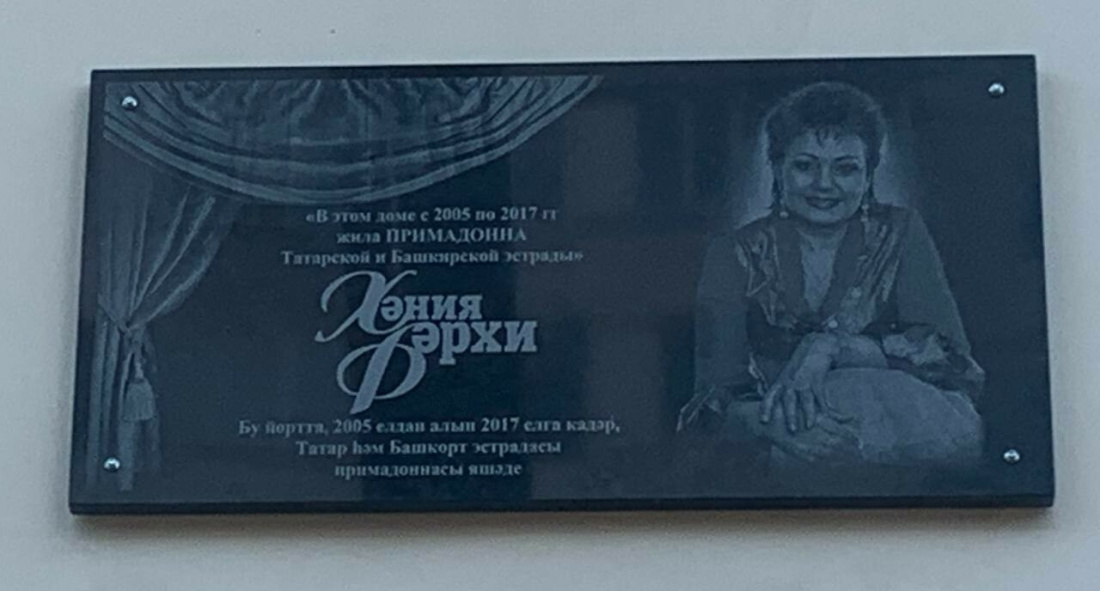 «В этом доме с 2005 по 2017 гг
жила ПРИМАДОННА
Татарской и Башкирской эстрады»
Хәния
Фәрхи
Бу йортта, 2005 елдан алып 2017 елга кадәр,
Татар һәм Башкорт эстрадасы
примадоннасы яшәде